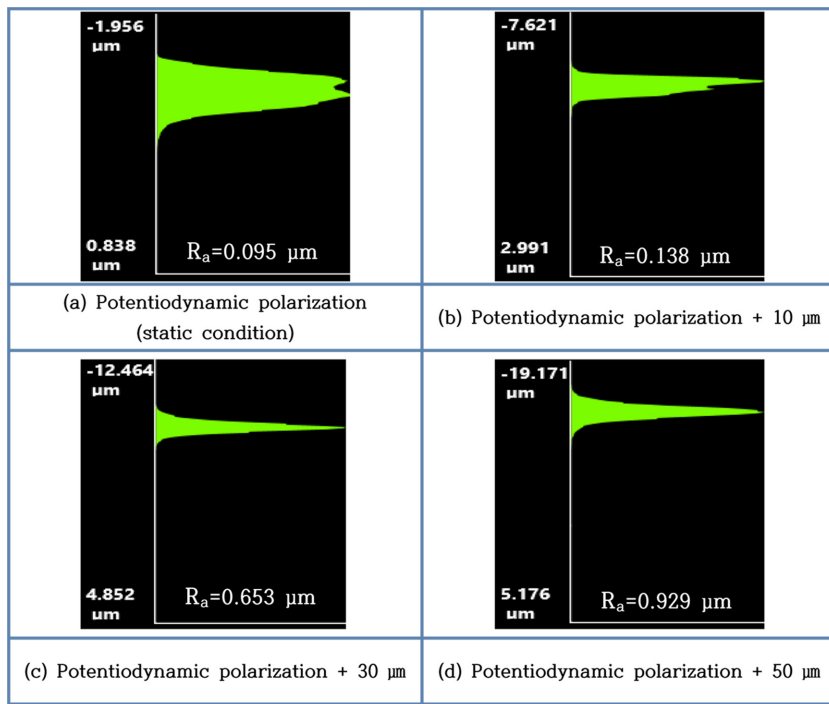 -1.956
μm
0.838
μm
Rₐ=0.095 μm
(a) Potentiodynamic polarization
(static condition)
-7.621
μm
2.991
μm
Rₐ=0.138 μm
(b) Potentiodynamic polarization + 10 ㎛
-12.464
μm
4.852
μm
Rₐ=0.653 μm
(c) Potentiodynamic polarization + 30 ㎛
-19.171
μm
5.176
μm
Rₐ=0.929 μm
(d) Potentiodynamic polarization + 50 ㎛